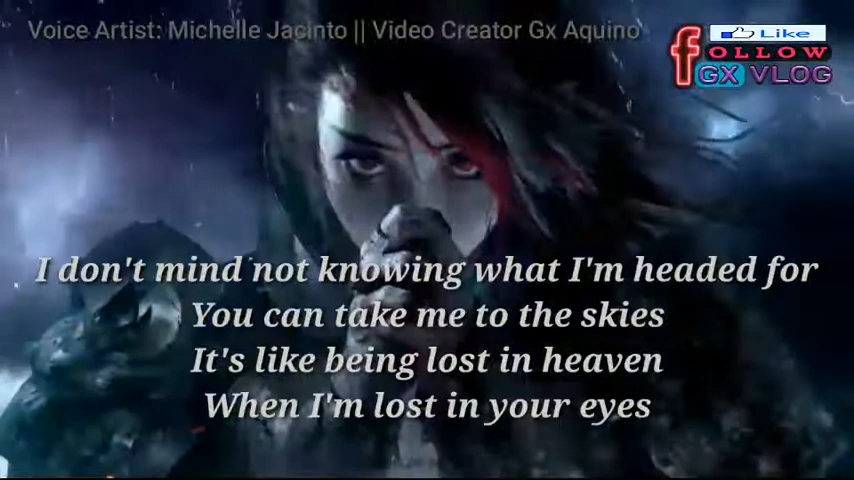 Voice Artist: Michelle Jacinto || Video Creator Gx Aquino
Like
f FOLLOW
GX VLOG
I don't mind not knowing what I'm headed for
You can take me to the skies
It's like being lost in heaven
When I'm lost in your eyes